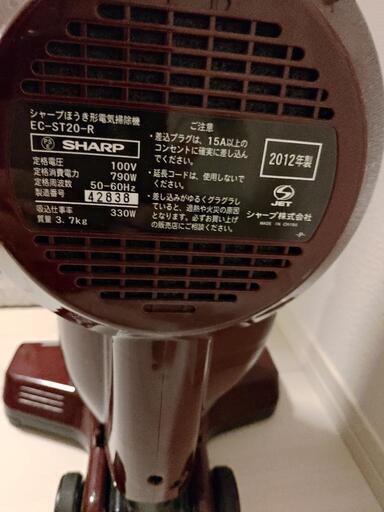 シャープほうき形電気掃除機
EC-ST20-R
PS
E
SHARP
定格電圧 100V
定格消費電力 790W
定格周波数 50-60Hz
製造番号 42838
吸込仕事率 330W
質量 3.7kg
ご注意
・差込プラグは、15A以上の
コンセントに確実に差し込ん
でください。
・延長コードは、使用しないで
ください。
・差し込みがゆるくグラグラし
ていると、過熱や火災の原因
となります。必ずお買い上げ
の販売店にご相談ください。
2012年製
JET
シャープ株式会社
MADE IN CHINA